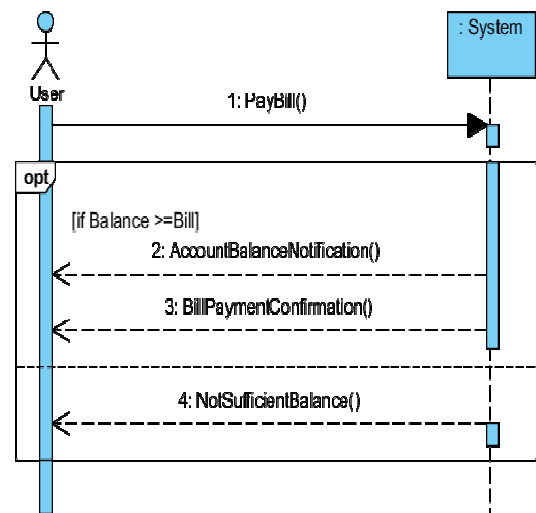 : System
User
1: PayBill()
opt
[if Balance >=Bill]
2: AccountBalanceNotification()
3: BillPaymentConfirmation()
4: NotSufficientBalance()